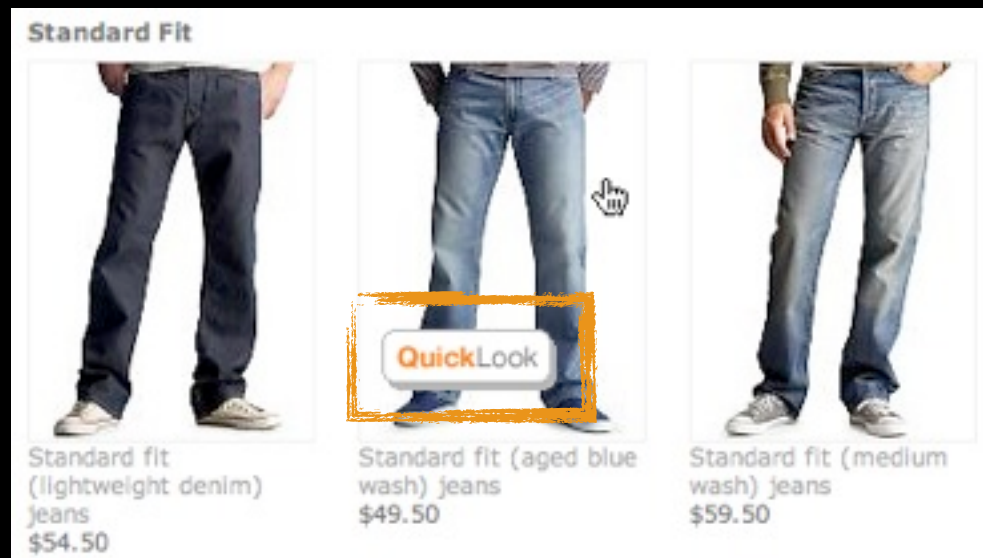 Standard Fit
QuickLook
Standard fit
(lightweight denim)
jeans
$54.50
Standard fit (aged blue
wash) jeans
$49.50
Standard fit (medium
wash) jeans
$59.50